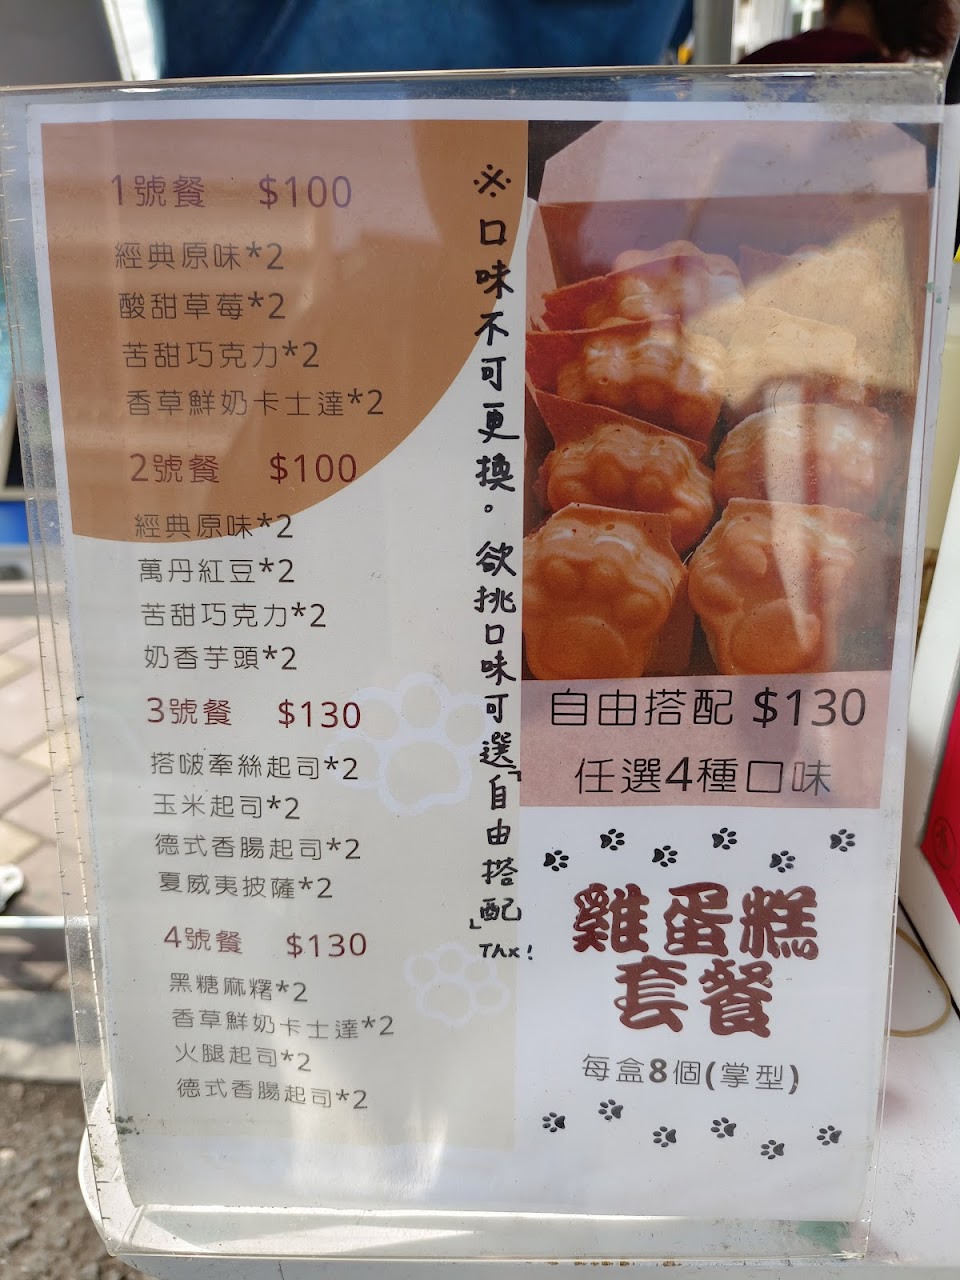 1號餐 $100
經典原味*2
酸甜草莓*2
苦甜巧克力*2
香草鮮奶卡士達*2
2號餐 $100
經典原味*2
萬丹紅豆*2
苦甜巧克力*2
奶香芋頭*2
3號餐 $130
搭啵牽絲起司*2
玉米起司*2
德式香腸起司*2
夏威夷披薩*2
4號餐 $130
黑糖麻糬*2
香草鮮奶卡士達*2
火腿起司*2
德式香腸起司*2
※口味不可更換。欲挑口味可選「自由搭配」Thx!
自由搭配 $130
任選4種口味
雞蛋糕
套餐
每盒8個(掌型)